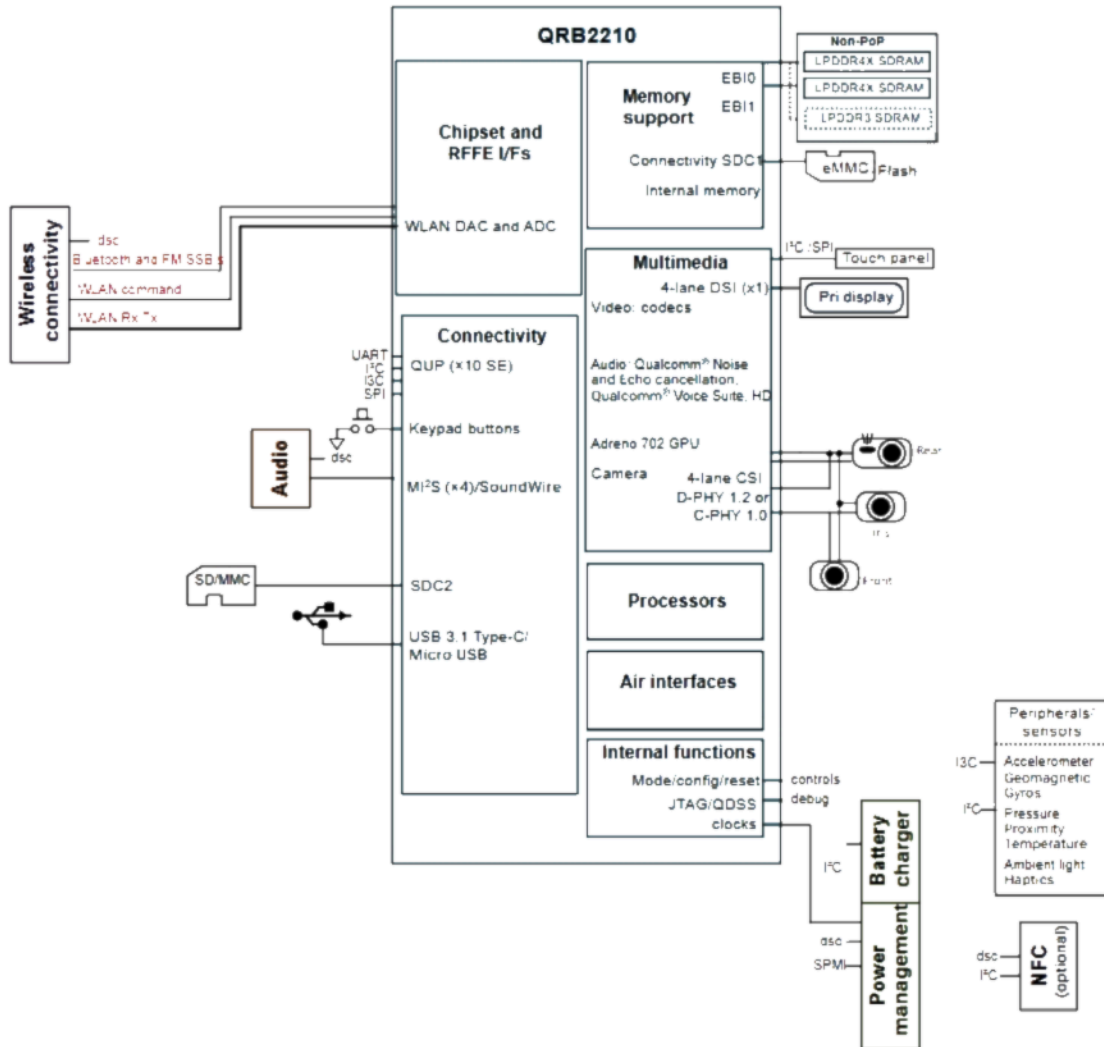 QRB2210
Chipset and
RFFE I/Fs
WLAN DAC and ADC
Memory
support
EBI0
EBI1
Connectivity SDC1
Internal memory
Non-PoP
LPDDR4X SDRAM
LPDDR4X SDRAM
LPDDR3 SDRAM
eMMC/Flash
Wireless
connectivity
dsc
Bluetooth and FM SSBIs
WLAN command
WLAN Rx Tx
Multimedia
4-lane DSI (x1)
Video: codecs
Audio: Qualcomm® Noise
and Echo cancellation,
Qualcomm® Voice Suite, HD
Adreno 702 GPU
Camera
4-lane CSI
D-PHY 1.2 or
C-PHY 1.0
I²C /SPI
Touch panel
Pri display
Rear
Iris
Front
Connectivity
UART
I²C
I3C
SPI
QUP (×10 SE)
Keypad buttons
MI²S (×4)/SoundWire
SDC2
USB 3.1 Type-C/
Micro USB
Audio
dsc
SD/MMC
Processors
Air interfaces
Internal functions
Mode/config/reset
JTAG/QDSS
clocks
controls
debug
I²C
Battery
charger
dsc
SPMI
Power
management
Peripherals/
sensors
I3C
Accelerometer
Geomagnetic
Gyros
I²C
Pressure
Proximity
Temperature
Ambient light
Haptics
dsc
I²C
NFC
(optional)